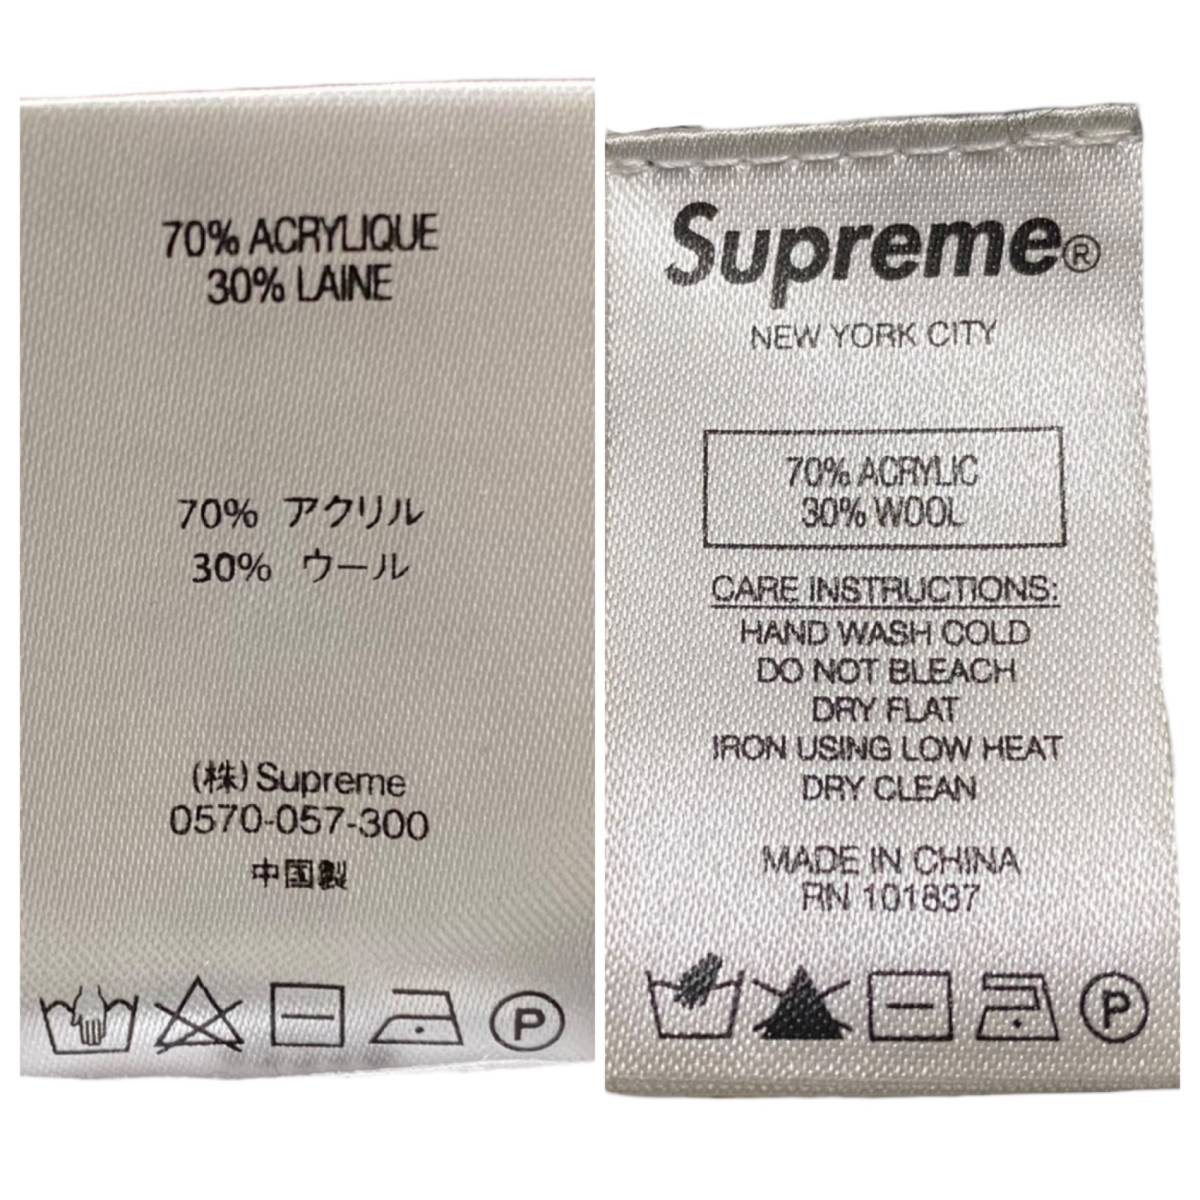 70% ACRYLIQUE
30% LAINE
70% アクリル
30% ウール
(株) Supreme
0570-057-300
中国製
P
Supreme®
NEW YORK CITY
70% ACRYLIC
30% WOOL
CARE INSTRUCTIONS:
HAND WASH COLD
DO NOT BLEACH
DRY FLAT
IRON USING LOW HEAT
DRY CLEAN
MADE IN CHINA
RN 101837
P